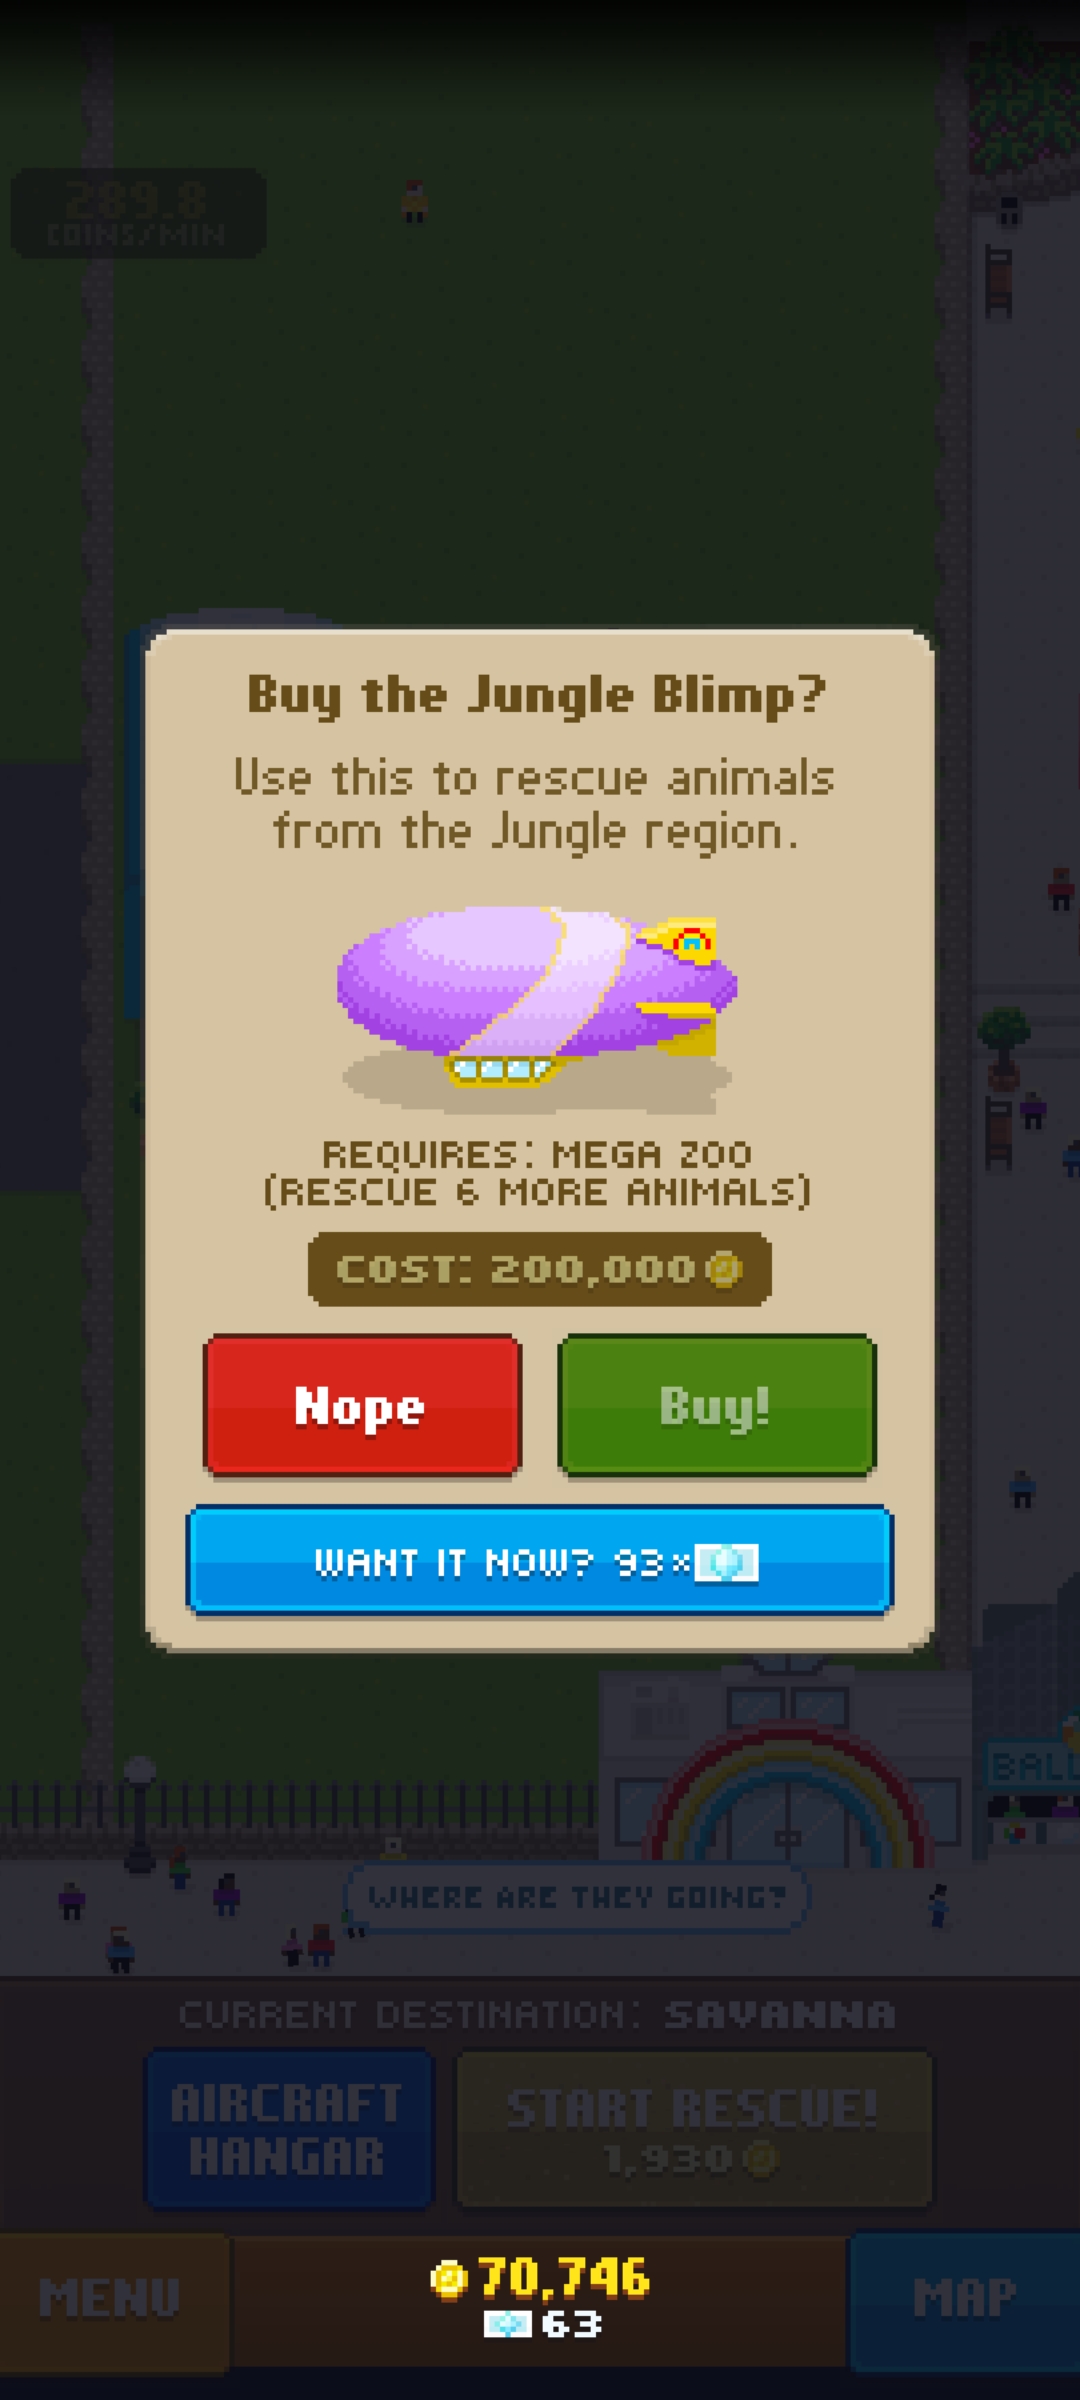 289.8
COINS/MIN
Buy the Jungle Blimp?
Use this to rescue animals
from the Jungle region.
REQUIRES: MEGA ZOO
(RESCUE 6 MORE ANIMALS)
COST: 200,000
Nope
Buy!
WANT IT NOW? 93×
BALL
WHERE ARE THEY GOING?
CURRENT DESTINATION: SAVANNA
AIRCRAFT
HANGAR
START RESCUE!
1,930
MENU
70,746
63
MAP